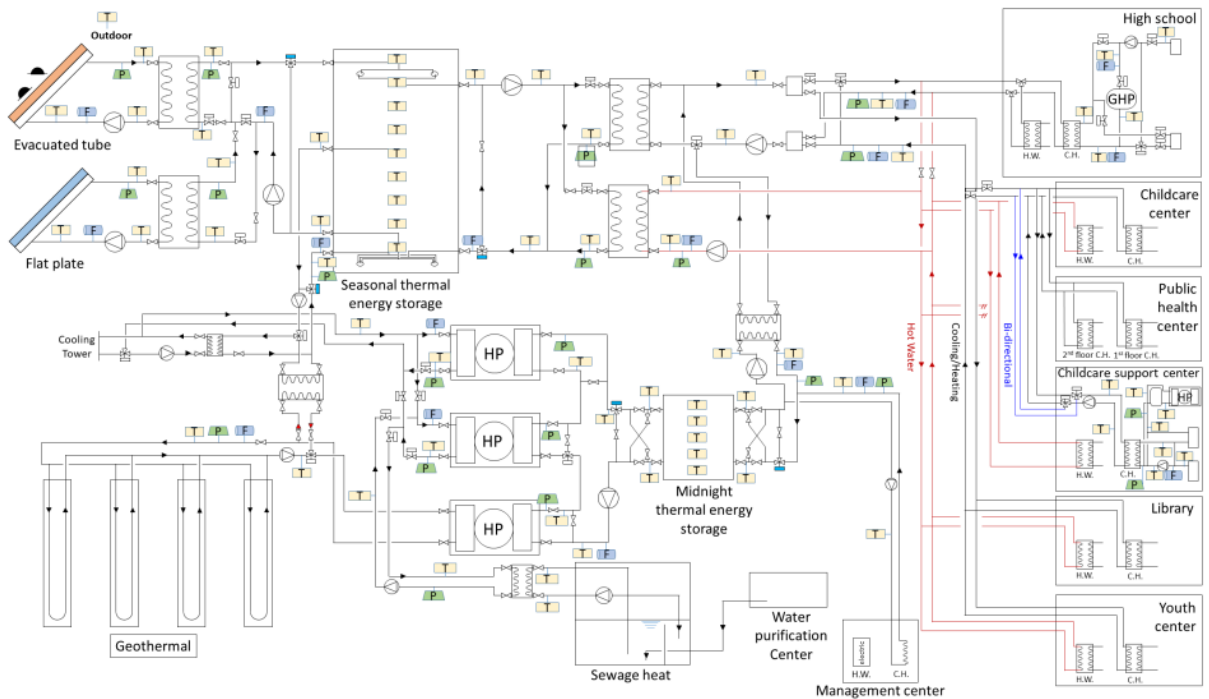 Outdoor
T
T
T
P
P
T
F
T
T
F
Evacuated tube
T
P
P
T
T
F
T
Flat plate
T
T
T
T
T
T
T
T
T
T
T
Seasonal thermal
energy storage
T
F
T
P
T
T
T
T
P
T
P
T
F
T
T
P
T
P
F
T
P
T
F
P
F
T
High school
T
T
F
GHP
T
T
T
F
H.W.
C.H.
Childcare
center
H.W.
C.H.
Public
health
center
2nd floor C.H.
1st floor C.H.
Childcare support center
T
T
HP
P
T
T
T
T
T
F
P
H.W.
C.H.
Library
H.W.
C.H.
Youth
center
H.W.
C.H.
Hot Water
Cooling/Heating
Bi-directional
Cooling
Tower
F
HP
T
P
F
HP
P
T
P
HP
P
T
T
F
T
T
T
T
T
T
T
T
T
T
Midnight
thermal energy
storage
T
F
P
T
F
P
T
T
P
F
T
Geothermal
T
T
P
T
T
Sewage heat
Water
purification
Center
electric
H.W.
C.H.
Management center